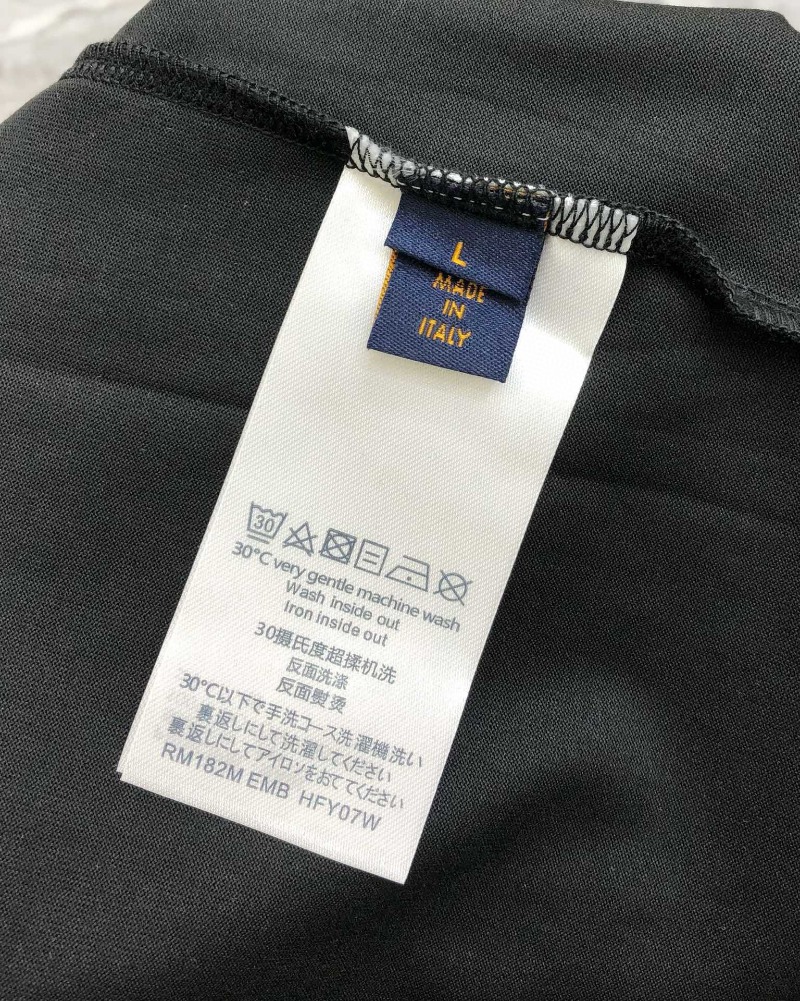 L
MADE
IN
ITALY
30
30°C very gentle machine wash
Wash inside out
Iron inside out
30摄氏度超揉机洗
反面洗涤
反面熨烫
30℃以下で手洗コース洗濯機洗い
裏返しにして洗濯してください
裏返しにしてアイロンをおててください
RM182M EMB HFY07W